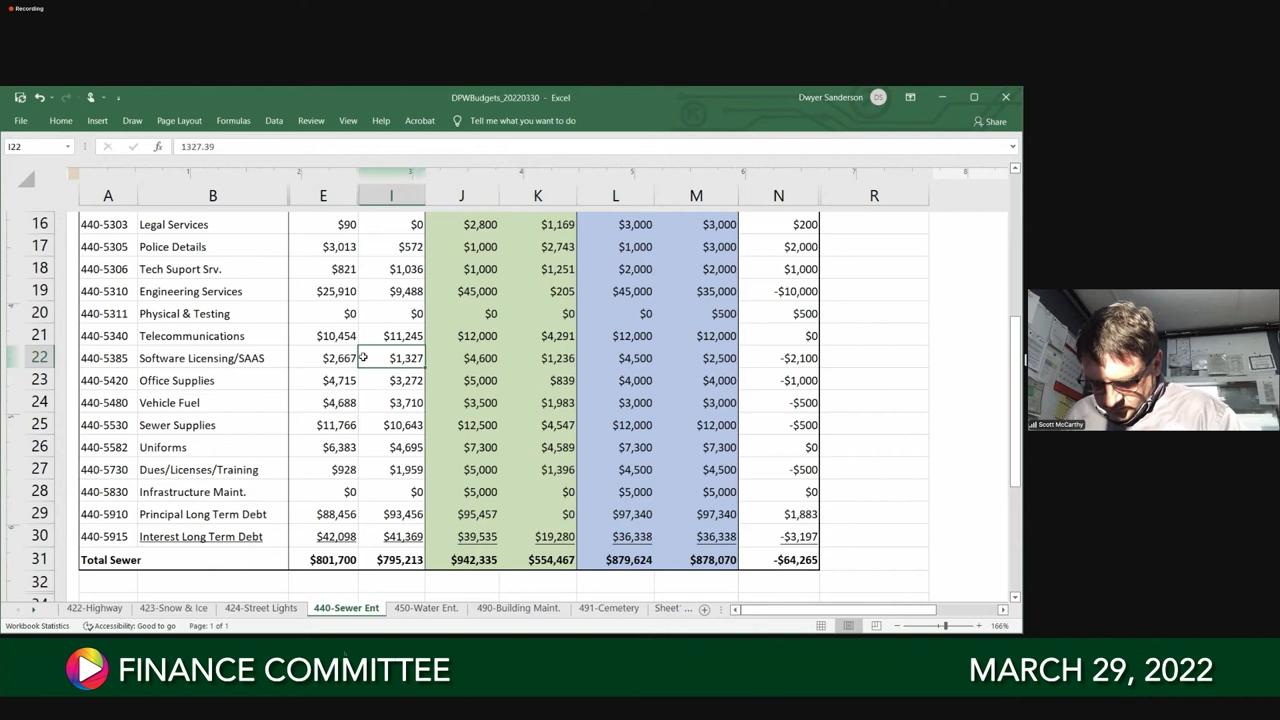 Recording
DPWBudgets_20220330 - Excel
Dwyer Sanderson
DS
File Home Insert Draw Page Layout Formulas Data Review View Help Acrobat Tell me what you want to do Share
I22 fx 1327.39
1 2 3 4 5 6 7 8
A B E I J K L M N R
16 440-5303 Legal Services $90 $0 $2,800 $1,169 $3,000 $3,000 $200
17 440-5305 Police Details $3,013 $572 $1,000 $2,743 $1,000 $3,000 $2,000
18 440-5306 Tech Suport Srv. $821 $1,036 $1,000 $1,251 $2,000 $2,000 $1,000
19 440-5310 Engineering Services $25,910 $9,488 $45,000 $205 $45,000 $35,000 -$10,000
20 440-5311 Physical & Testing $0 $0 $0 $0 $0 $500 $500
21 440-5340 Telecommunications $10,454 $11,245 $12,000 $4,291 $12,000 $12,000 $0
22 440-5385 Software Licensing/SAAS $2,667 $1,327 $4,600 $1,236 $4,500 $2,500 -$2,100
23 440-5420 Office Supplies $4,715 $3,272 $5,000 $839 $4,000 $4,000 -$1,000
24 440-5480 Vehicle Fuel $4,688 $3,710 $3,500 $1,983 $3,000 $3,000 -$500
25 440-5530 Sewer Supplies $11,766 $10,643 $12,500 $4,547 $12,000 $12,000 -$500
26 440-5582 Uniforms $6,383 $4,695 $7,300 $4,589 $7,300 $7,300 $0
27 440-5730 Dues/Licenses/Training $928 $1,959 $5,000 $1,396 $4,500 $4,500 -$500
28 440-5830 Infrastructure Maint. $0 $0 $5,000 $0 $5,000 $5,000 $0
29 440-5910 Principal Long Term Debt $88,456 $93,456 $95,457 $0 $97,340 $97,340 $1,883
30 440-5915 Interest Long Term Debt $42,098 $41,369 $39,535 $19,280 $36,338 $36,338 -$3,197
31 Total Sewer $801,700 $795,213 $942,335 $554,467 $879,624 $878,070 -$64,265
32
422-Highway 423-Snow & Ice 424-Street Lights 440-Sewer Ent 450-Water Ent. 490-Building Maint. 491-Cemetery Sheet ...
Workbook Statistics Accessibility: Good to go Page: 1 of 1 166%
Scott McCarthy
FINANCE COMMITTEE
MARCH 29, 2022